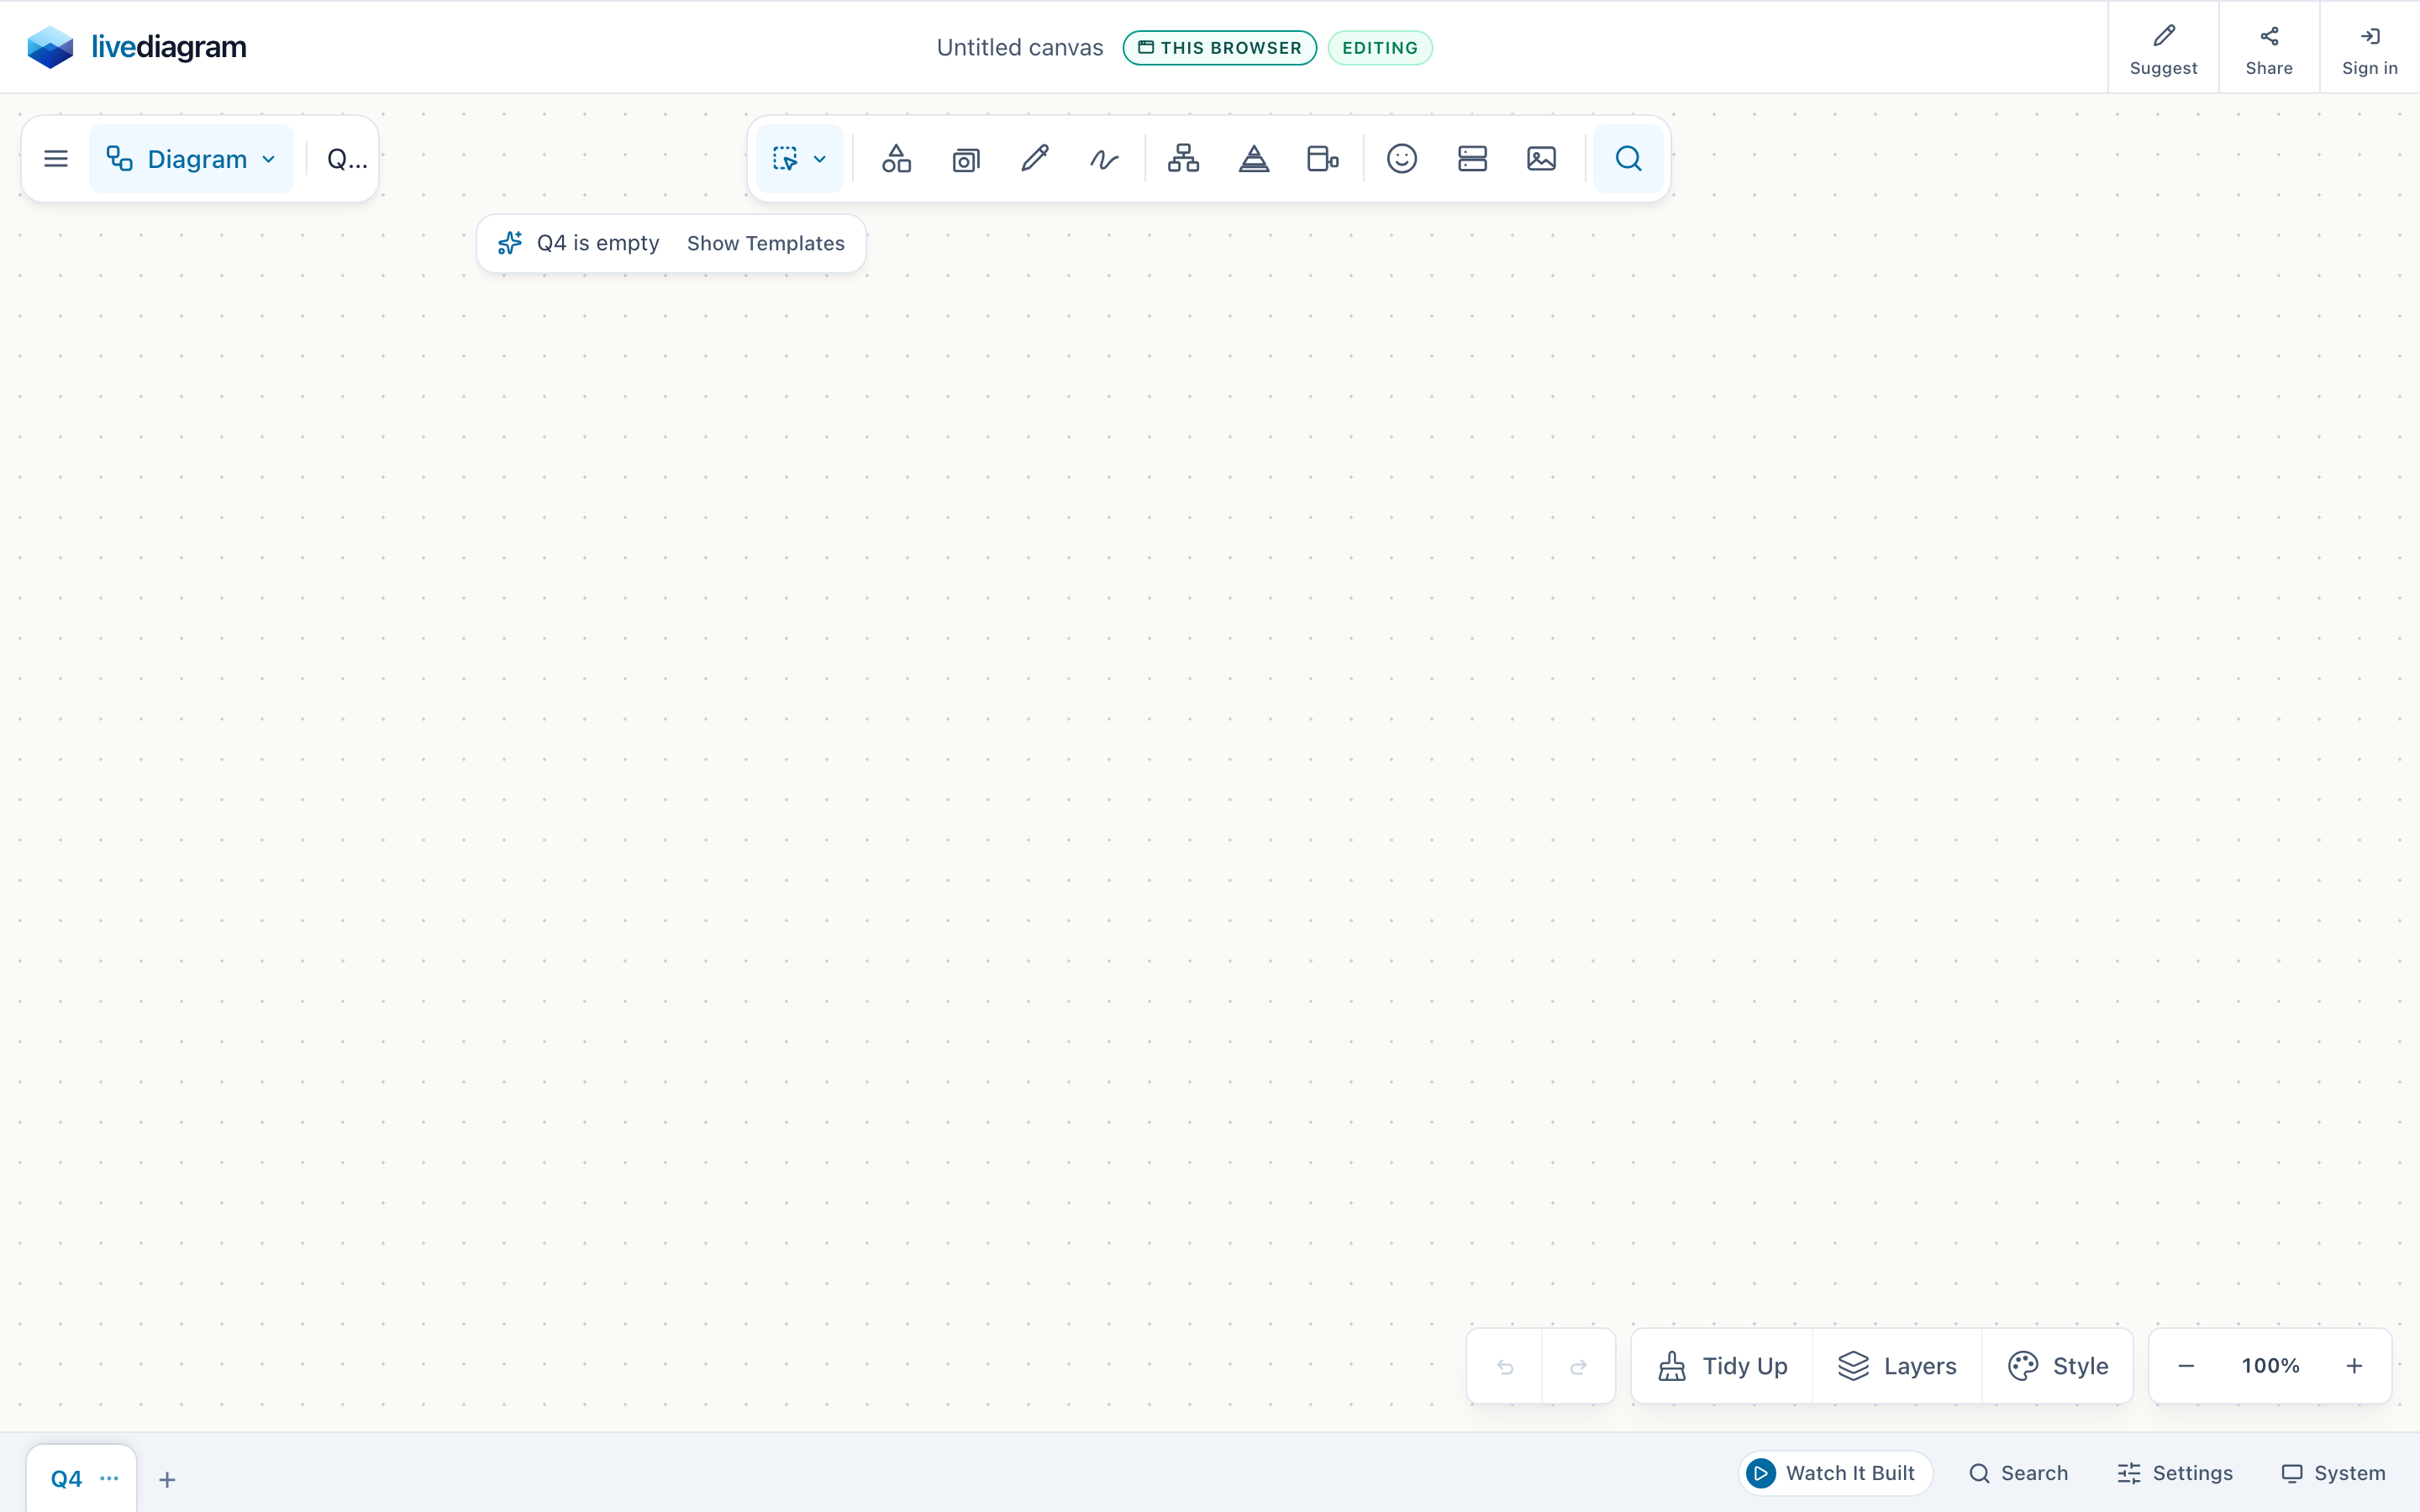 livediagram
Untitled canvas
THIS BROWSER
EDITING
Suggest
Share
Sign in
Diagram
Q...
Q4 is empty
Show Templates
Tidy Up
Layers
Style
100%
Q4
Watch It Built
Search
Settings
System